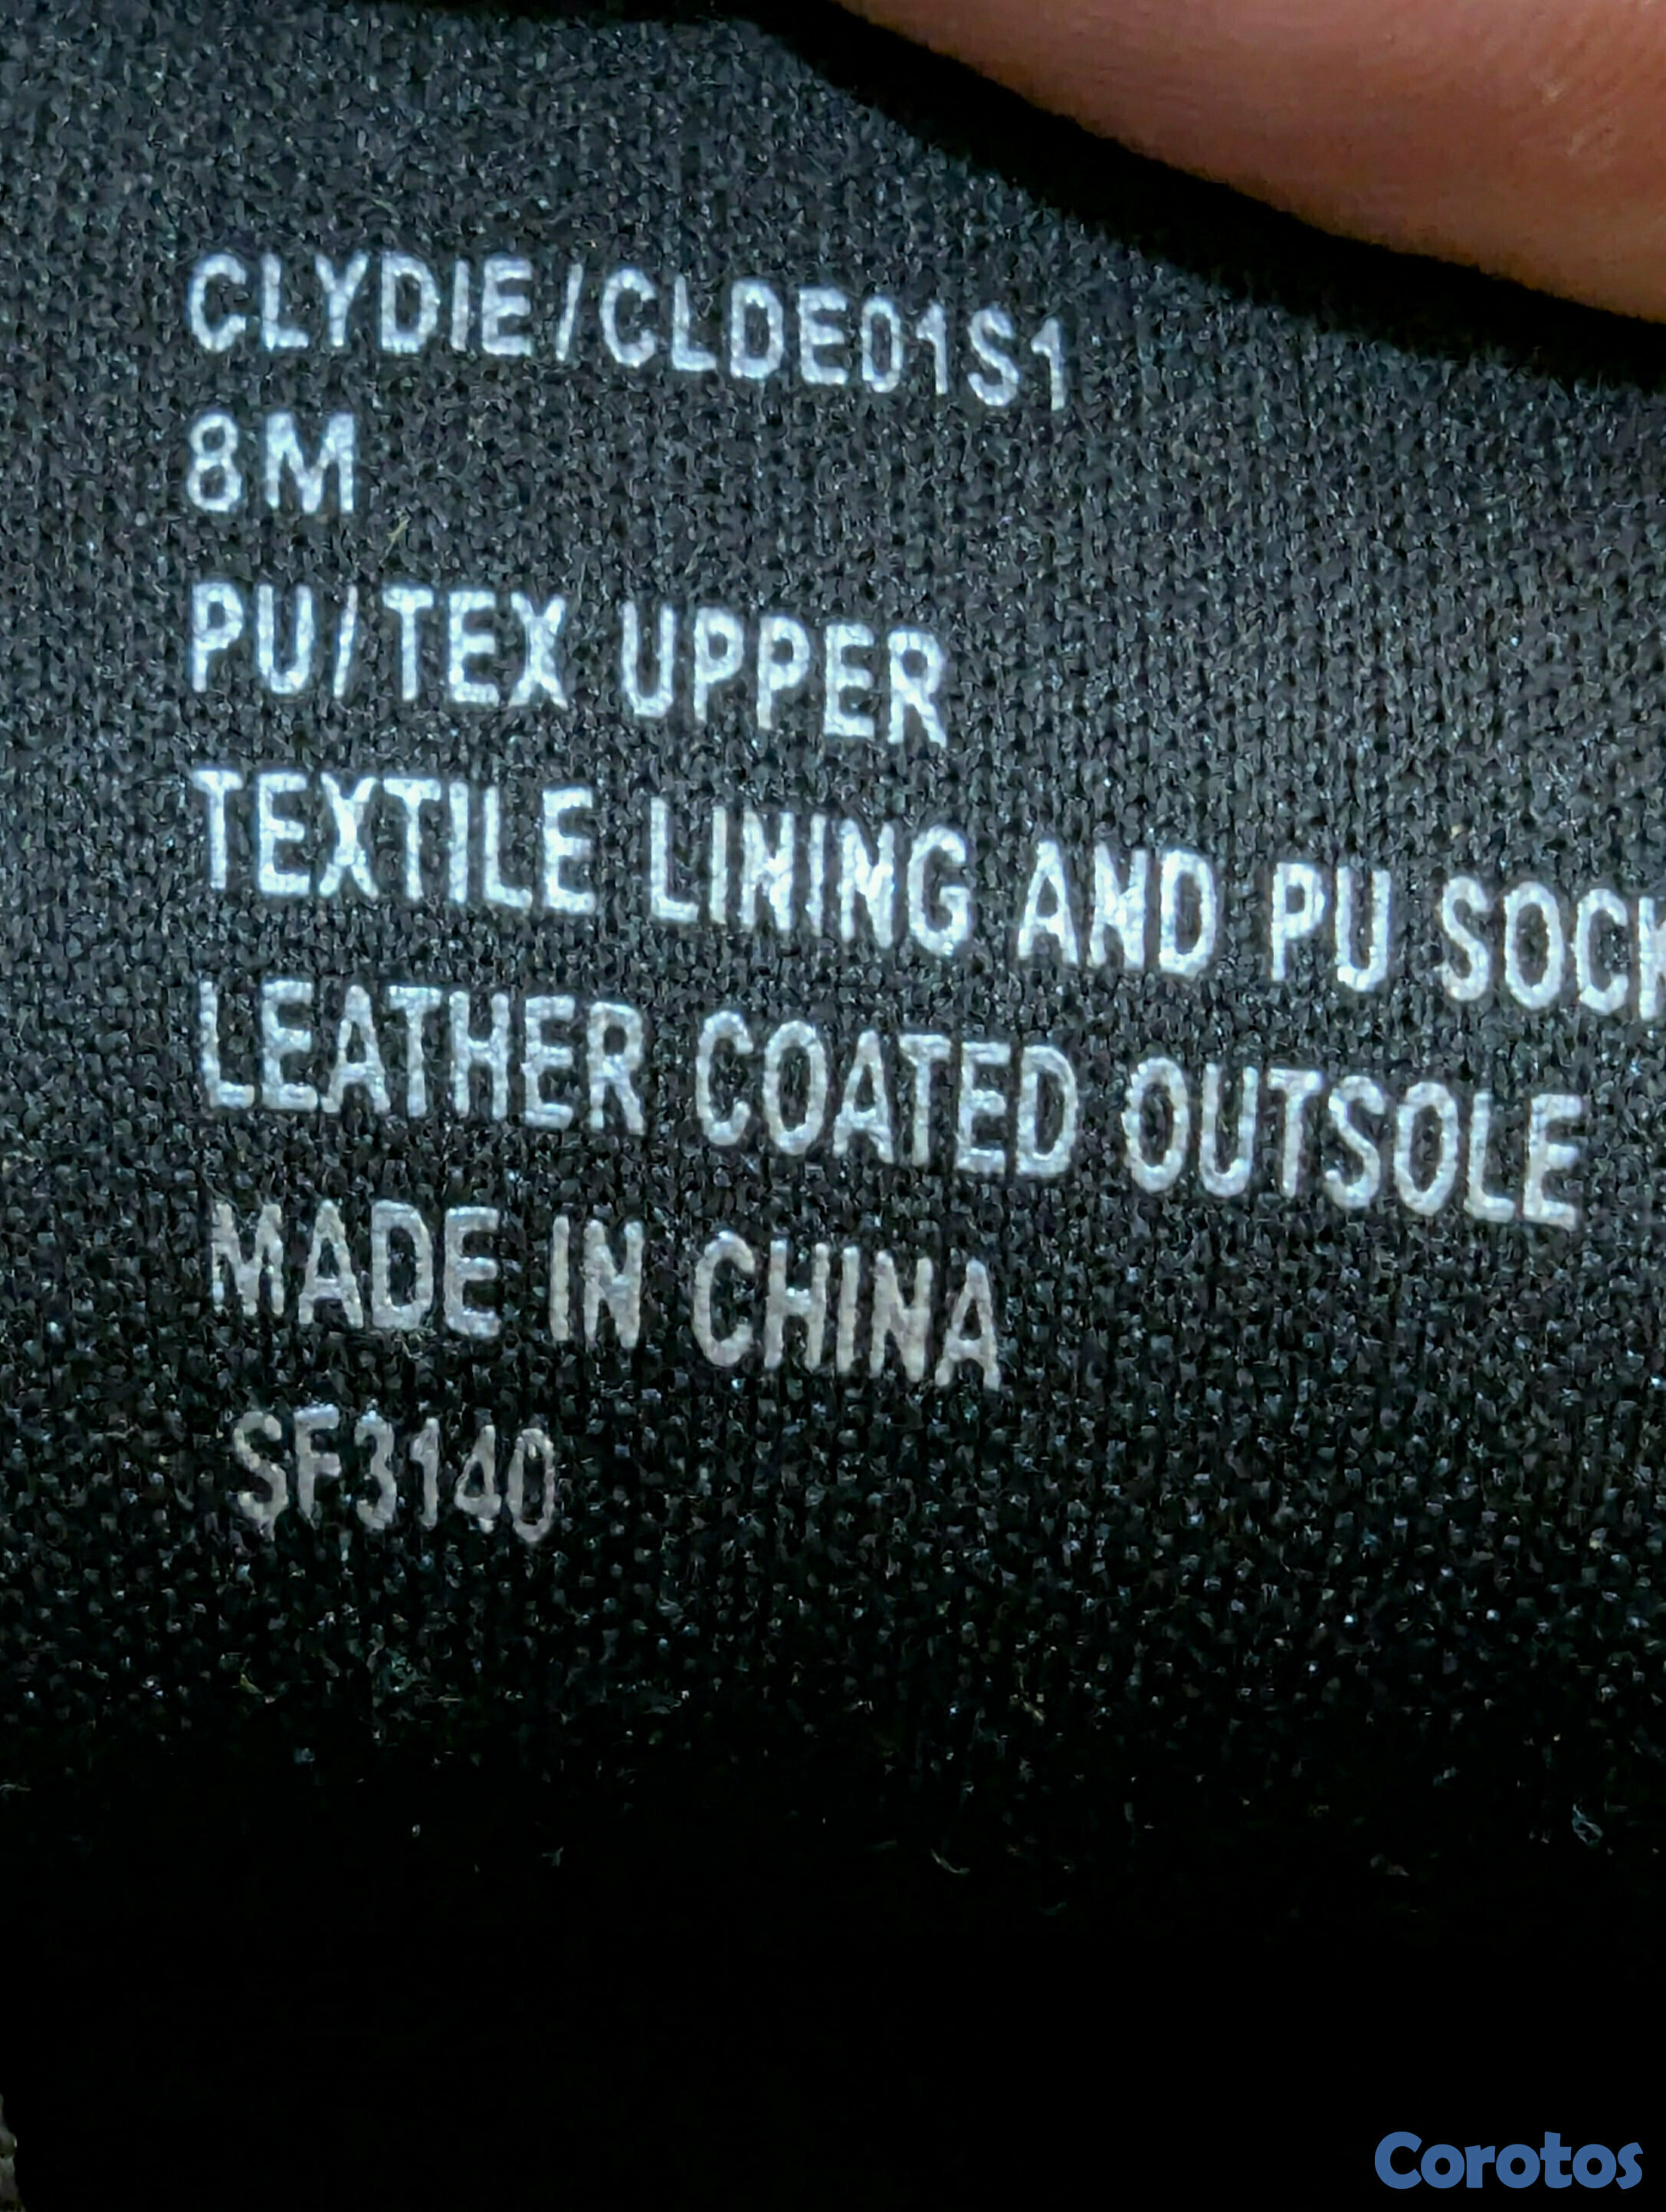 CLYDIE/CLDE01S1
8M
PU/TEX UPPER
TEXTILE LINING AND PU SOCK
LEATHER COATED OUTSOLE
MADE IN CHINA
SF3140
Corotos